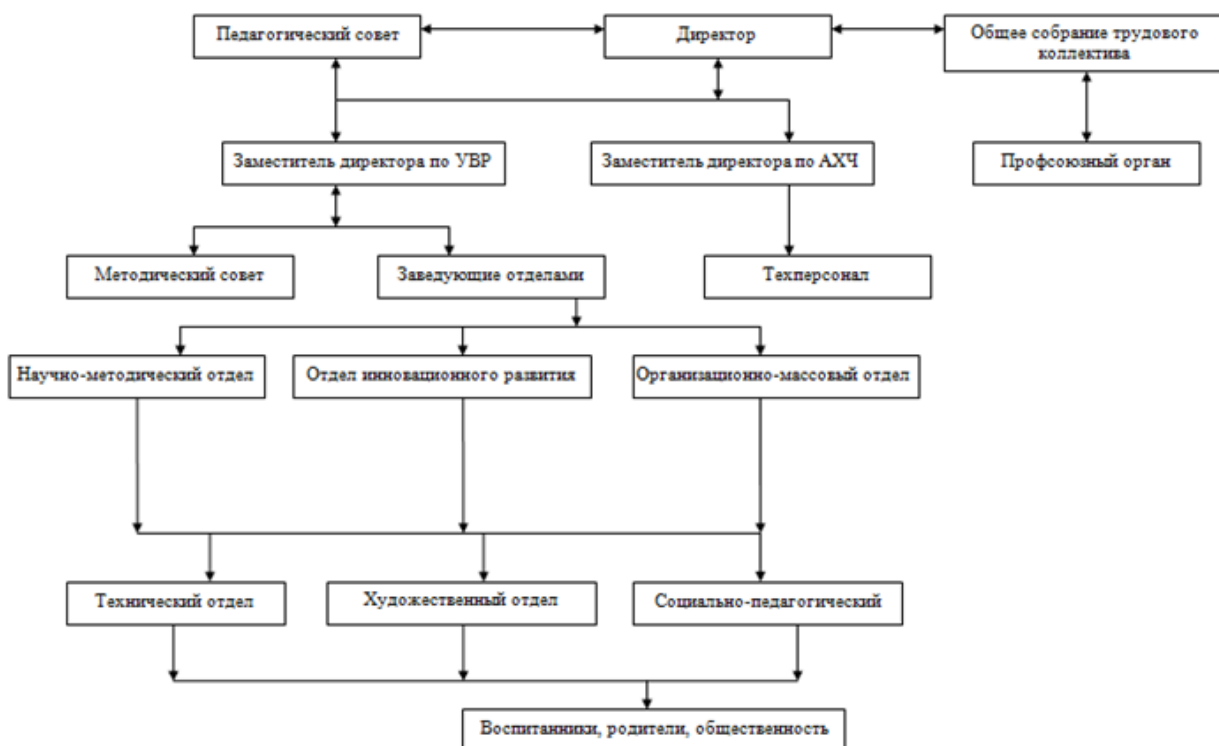 Педагогический совет
Директор
Общее собрание трудового
коллектива
Заместитель директора по УВР
Заместитель директора по АХЧ
Профсоюзный орган
Методический совет
Заведующие отделами
Техперсонал
Научно-методический отдел
Отдел инновационного развития
Организационно-массовый отдел
Технический отдел
Художественный отдел
Социально-педагогический
Воспитанники, родители, общественность